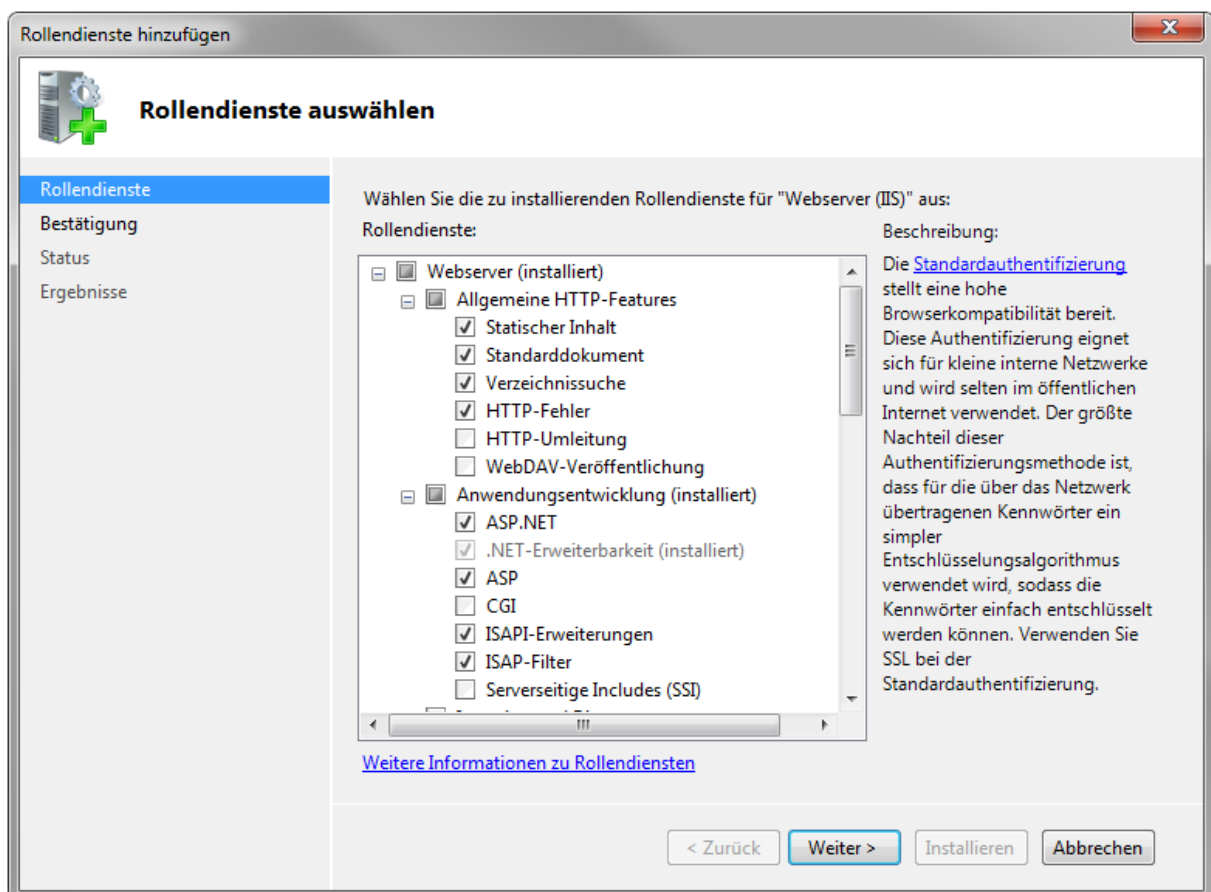 Rollendienste hinzufügen
Rollendienste auswählen
Rollendienste
Bestätigung
Status
Ergebnisse
Wählen Sie die zu installierenden Rollendienste für "Webserver (IIS)" aus:
Rollendienste:
Webserver (installiert)
Allgemeine HTTP-Features
Statischer Inhalt
Standarddokument
Verzeichnissuche
HTTP-Fehler
HTTP-Umleitung
WebDAV-Veröffentlichung
Anwendungsentwicklung (installiert)
ASP.NET
.NET-Erweiterbarkeit (installiert)
ASP
CGI
ISAPI-Erweiterungen
ISAP-Filter
Serverseitige Includes (SSI)
Weitere Informationen zu Rollendiensten
Beschreibung:
Die Standardauthentifizierung
stellt eine hohe
Browserkompatibilität bereit.
Diese Authentifizierung eignet
sich für kleine interne Netzwerke
und wird selten im öffentlichen
Internet verwendet. Der größte
Nachteil dieser
Authentifizierungsmethode ist,
dass für die über das Netzwerk
übertragenen Kennwörter ein
simpler
Entschlüsselungsalgorithmus
verwendet wird, sodass die
Kennwörter einfach entschlüsselt
werden können. Verwenden Sie
SSL bei der
Standardauthentifizierung.
< Zurück
Weiter >
Installieren
Abbrechen